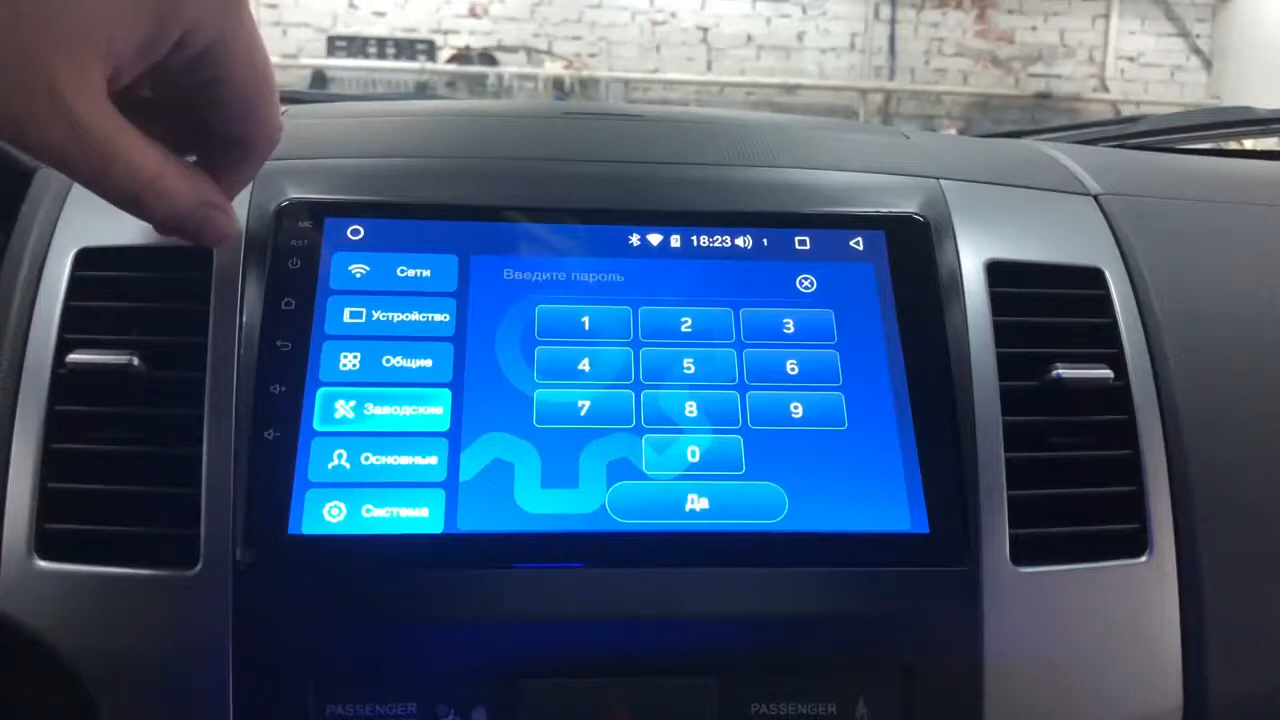 MIC
RST
18:23
1
Сети
Устройство
Общие
Заводские
Основные
Система
Введите пароль
1 2 3
4 5 6
7 8 9
0
Да
PASSENGER
PASSENGER